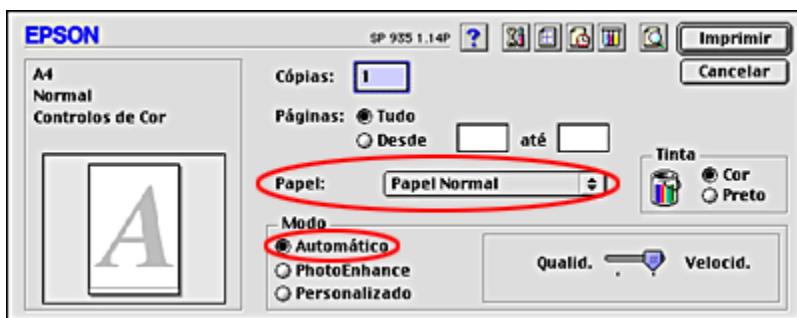 EPSON
SP 935 1.14P
?
Imprimir
A4
Normal
Controlos de Cor
Cópias: 1
Cancelar
Páginas: Tudo
Desde até
Papel: Papel Normal
Tinta
Cor
Preto
Modo
Automático
PhotoEnhance
Personalizado
Qualid. Velocid.
A